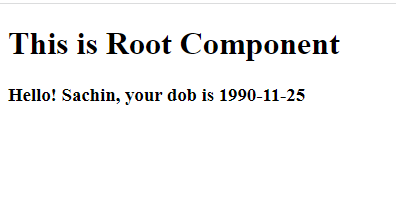 This is Root Component
Hello! Sachin, your dob is 1990-11-25